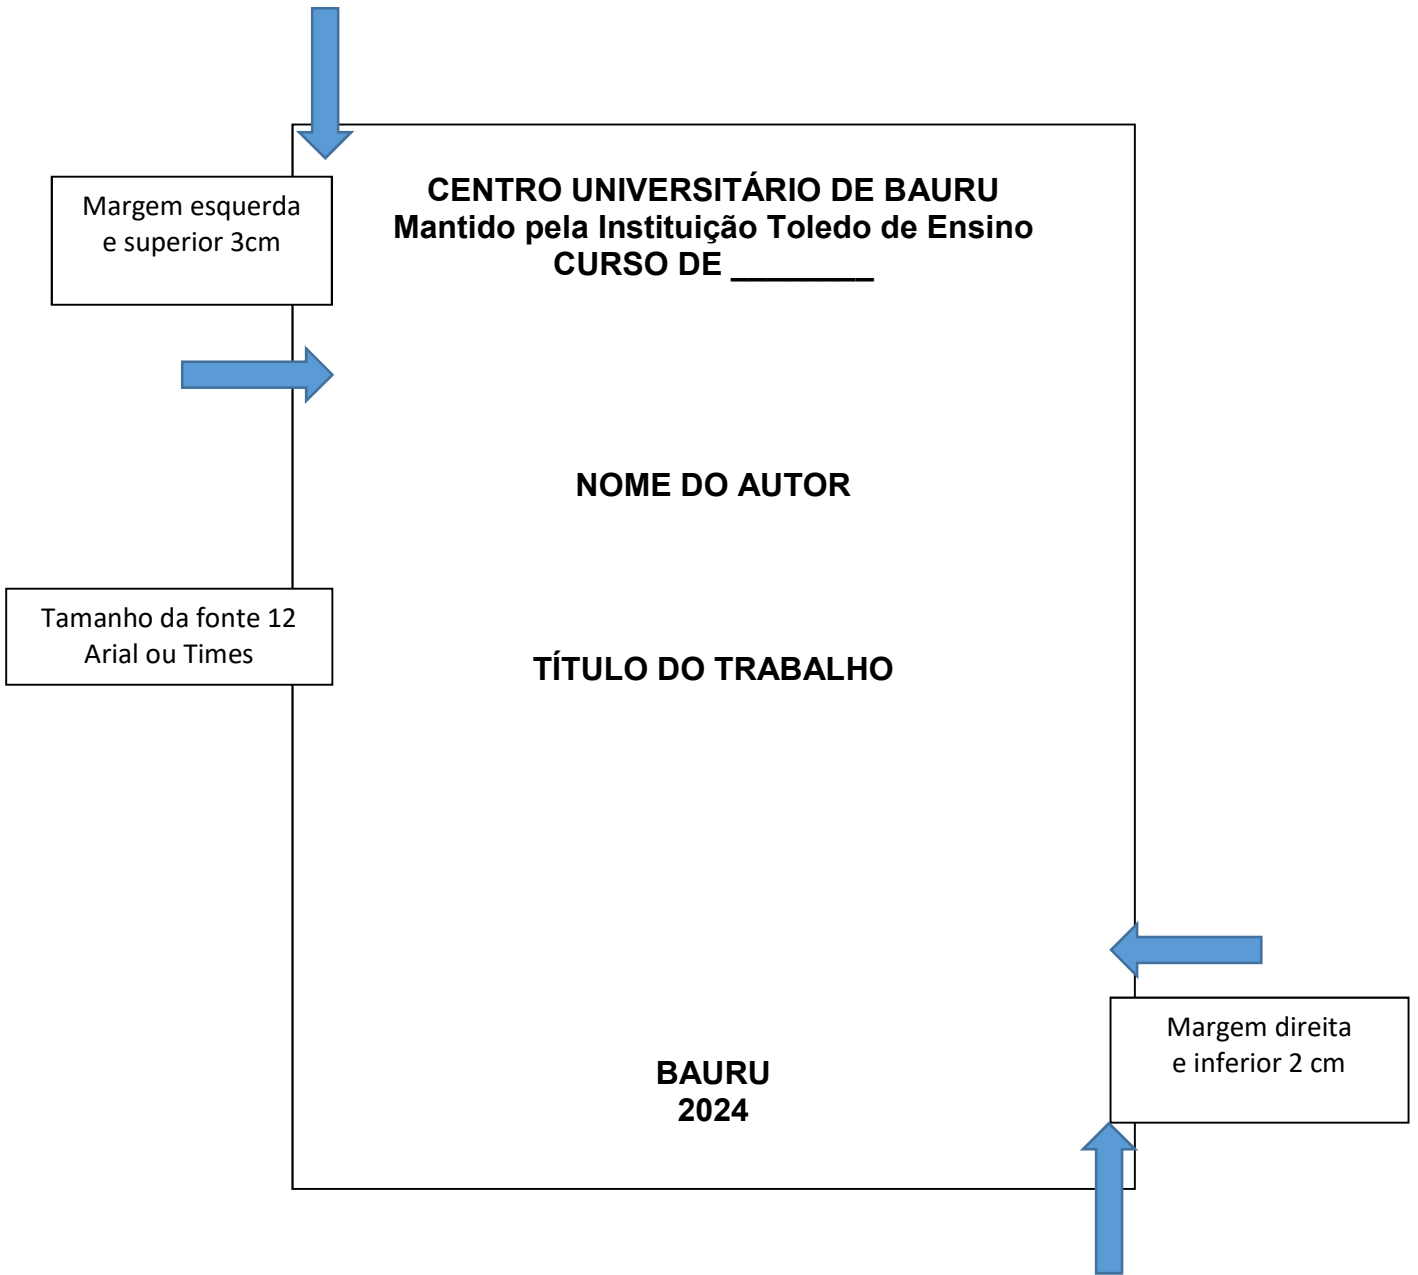 Margem esquerda
e superior 3cm
CENTRO UNIVERSITÁRIO DE BAURU
Mantido pela Instituição Toledo de Ensino
CURSO DE ________
NOME DO AUTOR
Tamanho da fonte 12
Arial ou Times
TÍTULO DO TRABALHO
Margem direita
e inferior 2 cm
BAURU
2024